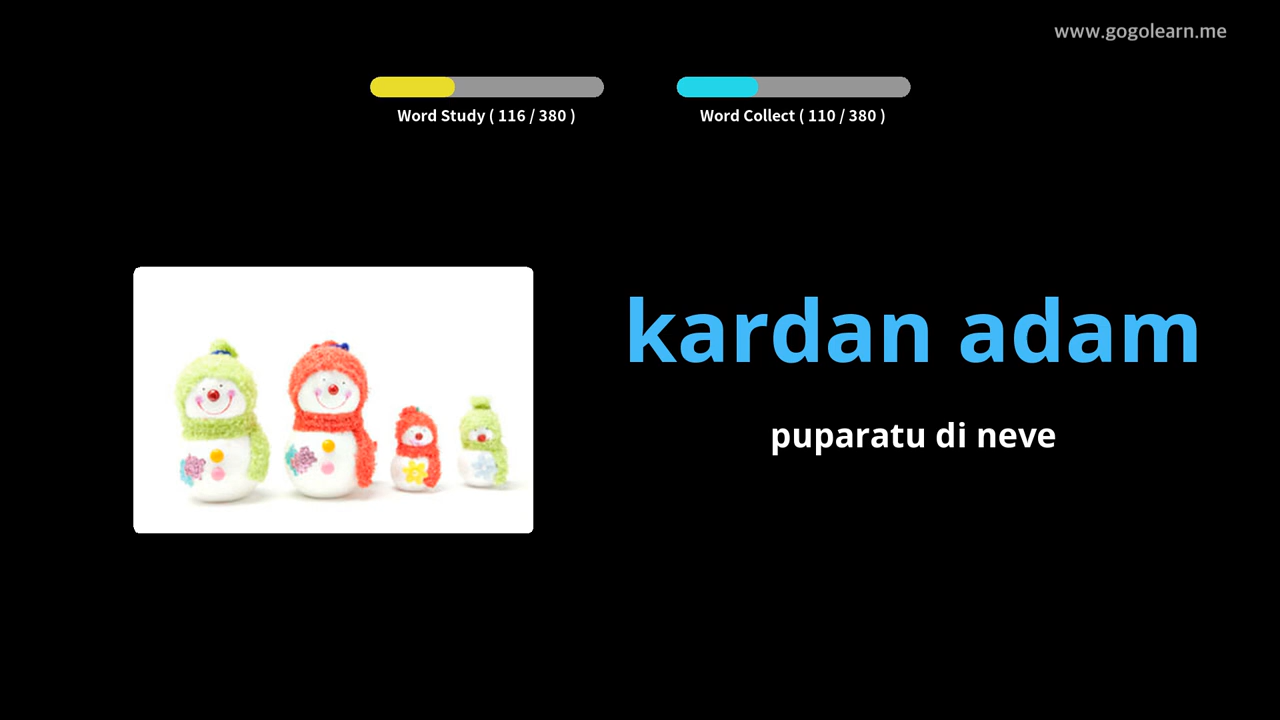 www.gogolearn.me
Word Study ( 116 / 380 )
Word Collect ( 110 / 380 )
kardan adam
puparatu di neve